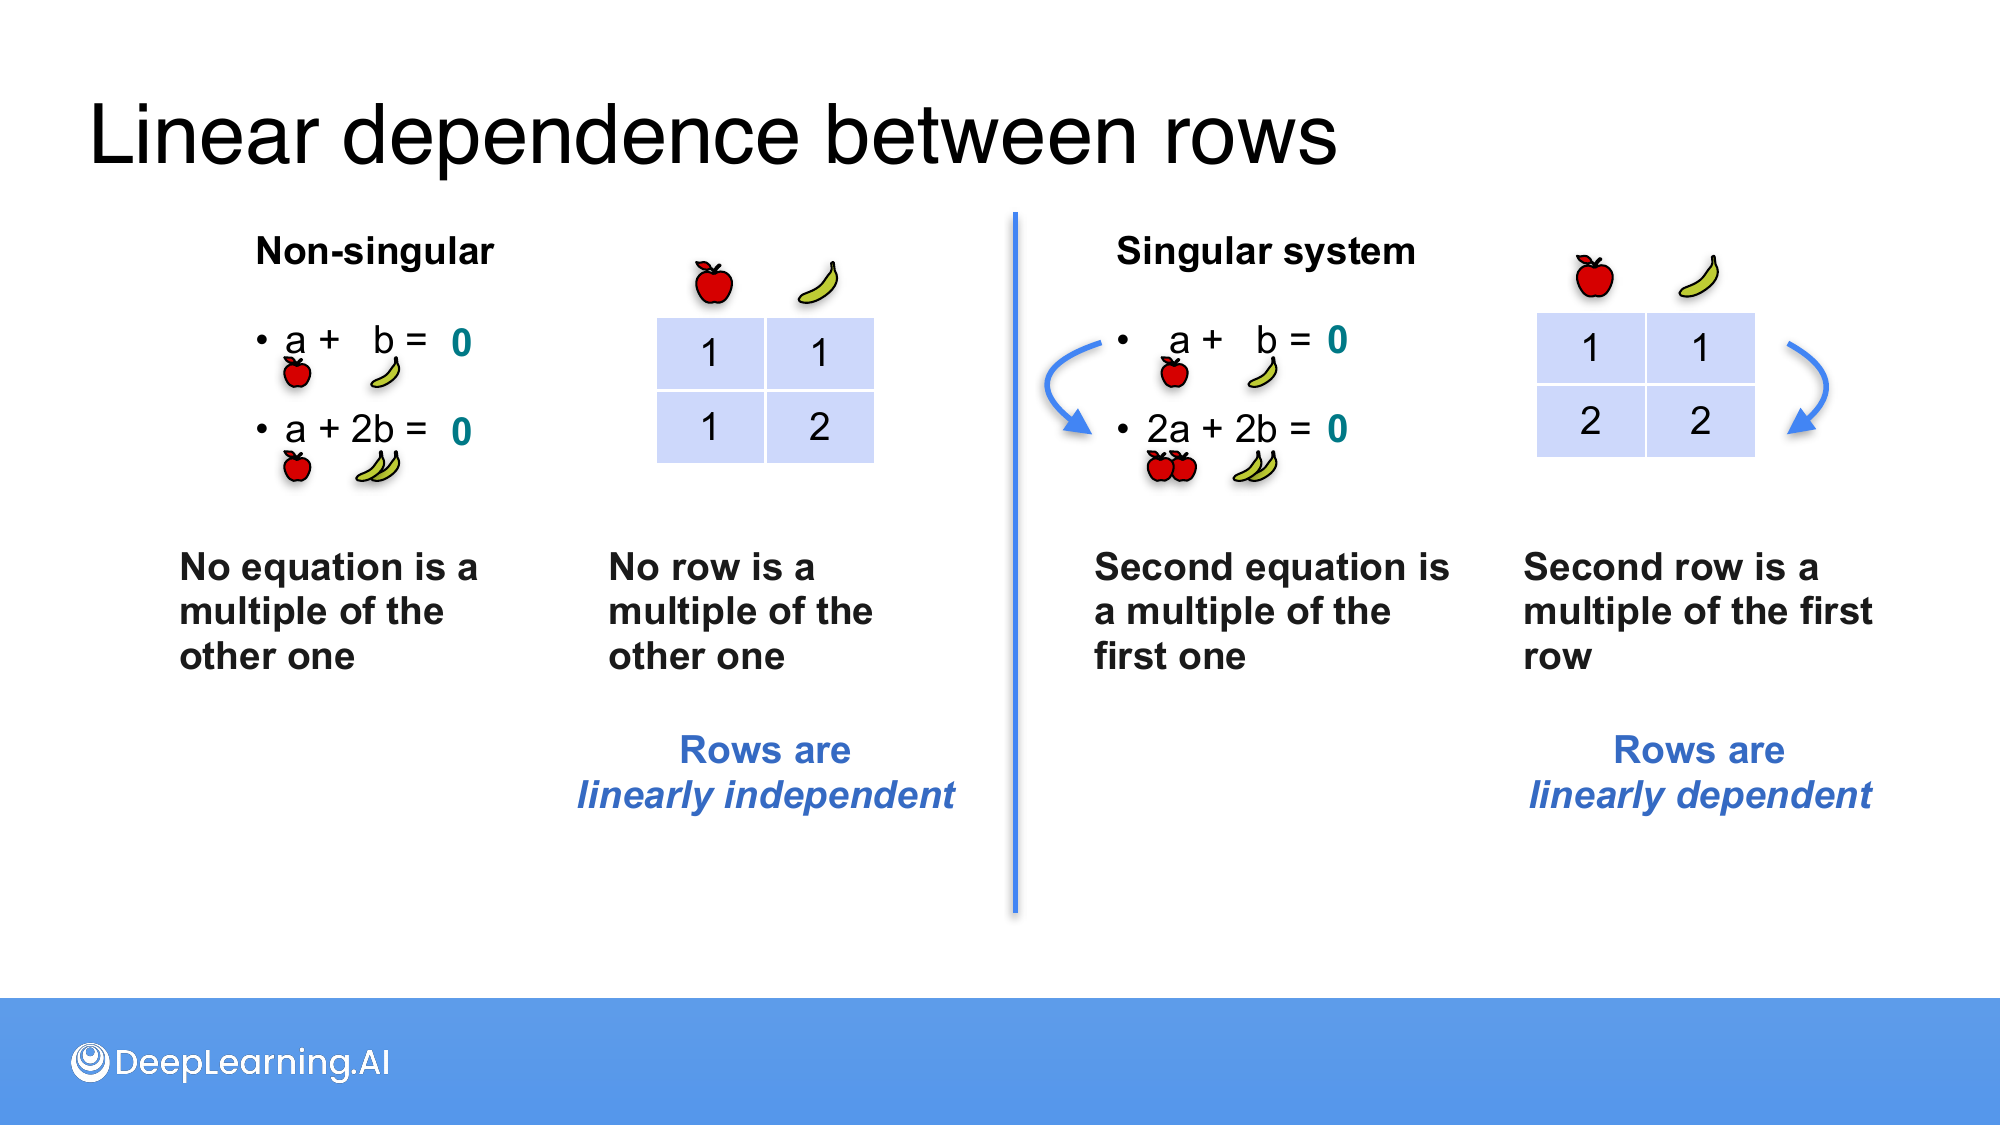 Linear dependence between rows
Non-singular
• a + b = 0
• a + 2b = 0
1 1
1 2
No equation is a
multiple of the
other one
No row is a
multiple of the
other one
Rows are
linearly independent
Singular system
• a + b = 0
• 2a + 2b = 0
1 1
2 2
Second equation is
a multiple of the
first one
Second row is a
multiple of the first
row
Rows are
linearly dependent
DeepLearning.AI